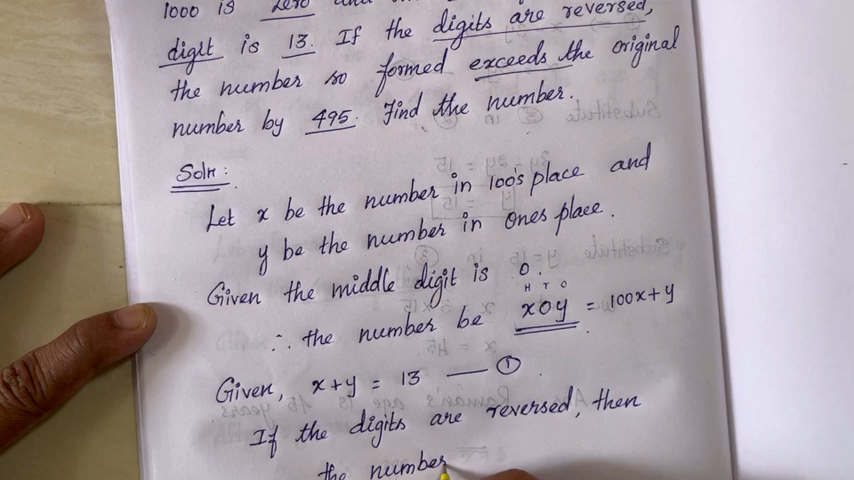 1000 is zero and
digit is 13. If the digits are reversed,
the number so formed exceeds the original
number by 495. Find the number.
Soln:
Let x be the number in 100's place and
y be the number in Ones place.
Given the middle digit is 0.
H T O
∴ the number be x0y = 100x+y
Given, x+y = 13 — ①
If the digits are reversed, then
the number